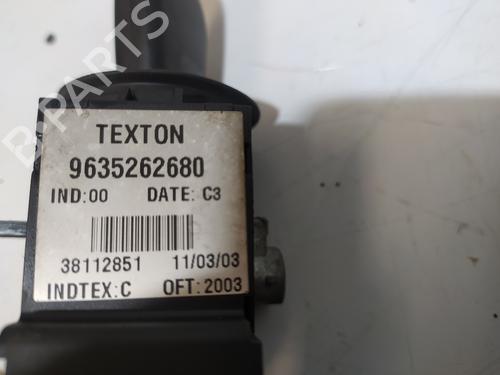 TEXTON
9635262680
IND:00 DATE: C3
38112851 11/03/03
INDTEX:C OFT:2003
B PARTS